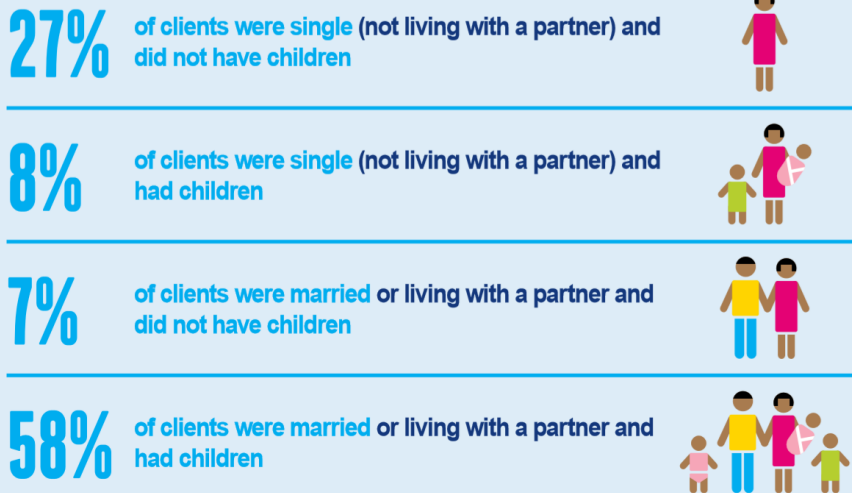 27%
of clients were single (not living with a partner) and
did not have children
8%
of clients were single (not living with a partner) and
had children
7%
of clients were married or living with a partner and
did not have children
58%
of clients were married or living with a partner and
had children